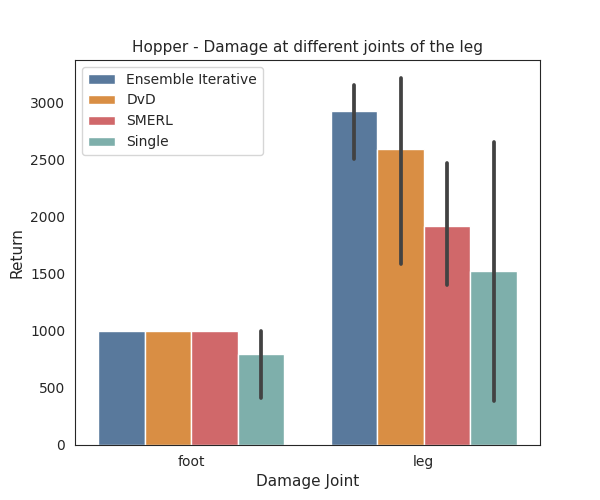 Hopper - Damage at different joints of the leg
Ensemble Iterative
DvD
SMERL
Single
3000
2500
2000
1500
1000
500
0
Return
foot
leg
Damage Joint